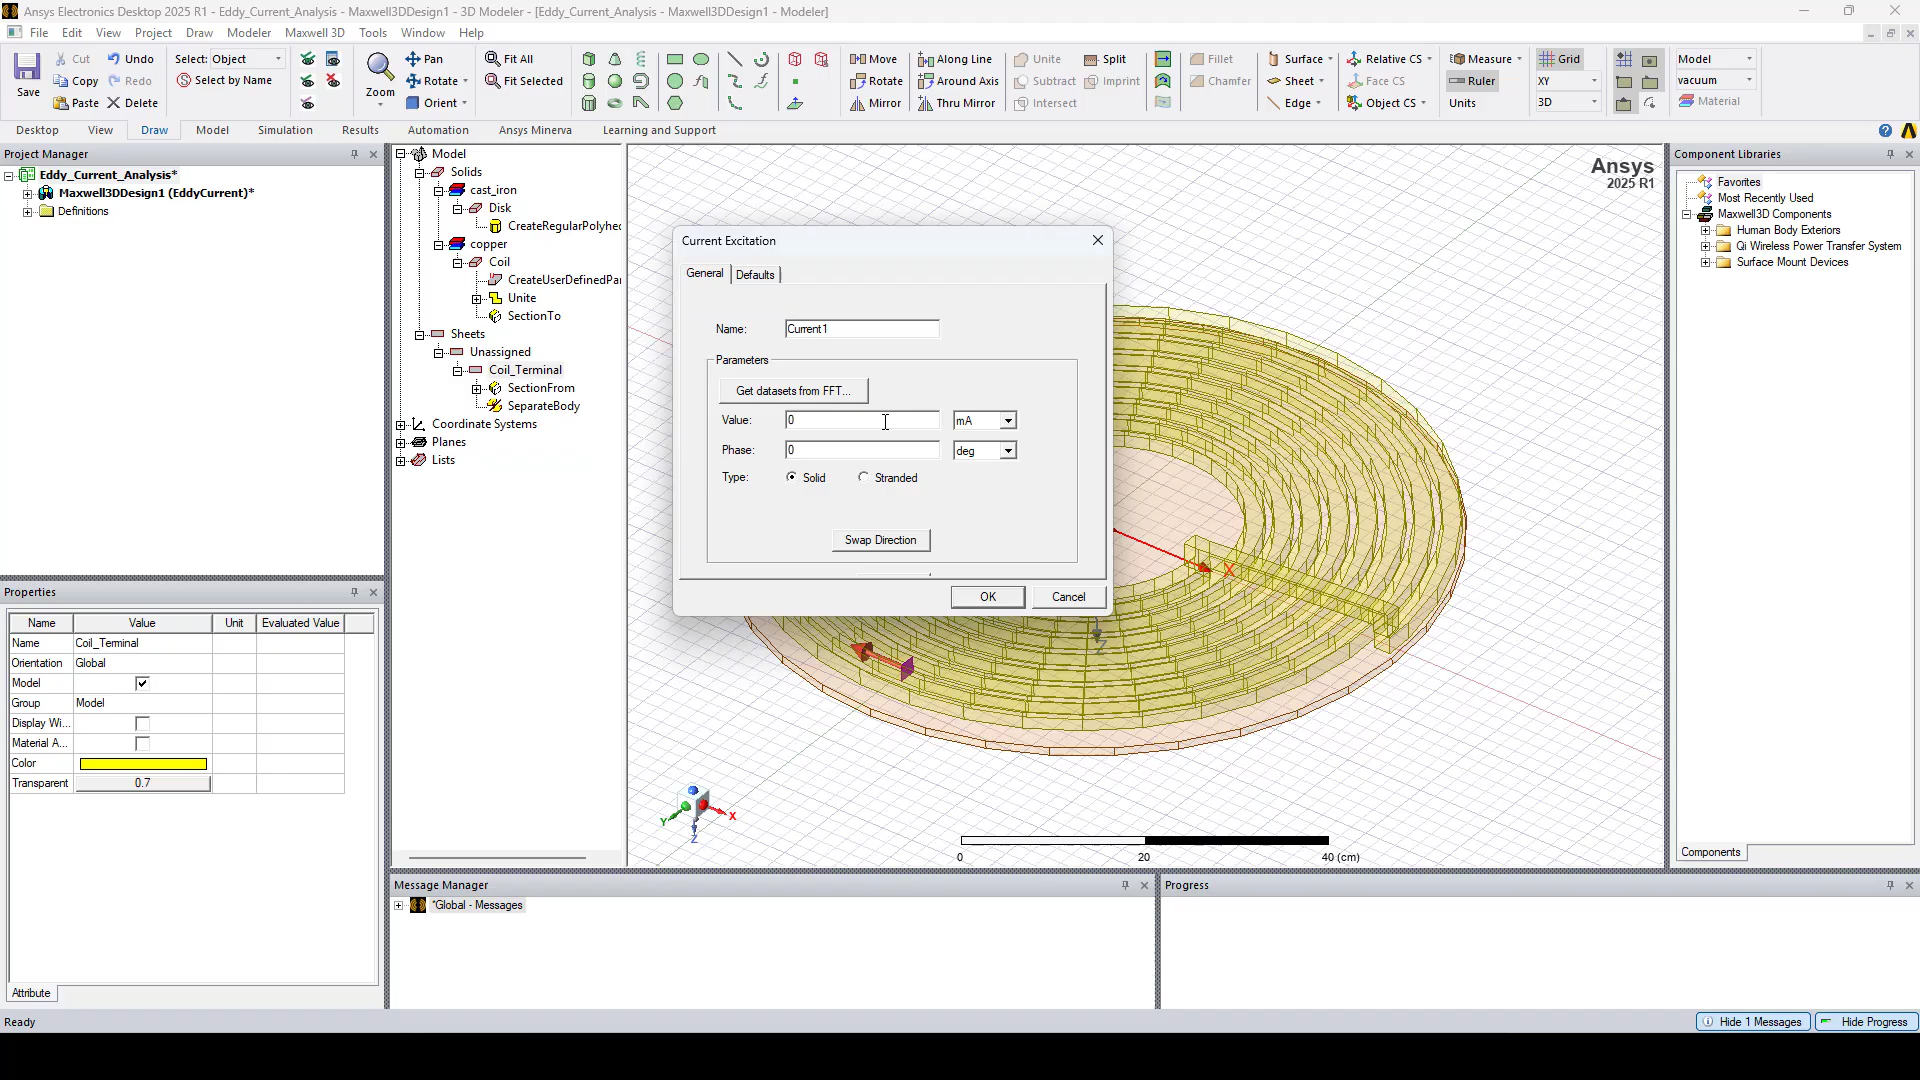 Ansys Electronics Desktop 2025 R1 - Eddy_Current_Analysis - Maxwell3DDesign1 - 3D Modeler - [Eddy_Current_Analysis - Maxwell3DDesign1 - Modeler]
File Edit View Project Draw Modeler Maxwell 3D Tools Window Help
Save
Cut
Copy
Paste
Undo
Redo
Delete
Select: Object
Select by Name
Zoom
Pan
Rotate
Orient
Fit All
Fit Selected
Move
Rotate
Mirror
Along Line
Around Axis
Thru Mirror
Unite
Subtract
Intersect
Split
Imprint
Fillet
Chamfer
Surface
Sheet
Edge
Relative CS
Face CS
Object CS
Measure
Ruler
Units
Grid
XY
3D
Model
vacuum
Material
Desktop View Draw Model Simulation Results Automation Ansys Minerva Learning and Support
Project Manager
Eddy_Current_Analysis*
Maxwell3DDesign1 (EddyCurrent)*
Definitions
Properties
Name Value Unit Evaluated Value
Name Coil_Terminal
Orientation Global
Model
Group Model
Display Wi...
Material A...
Color
Transparent 0.7
Attribute
Model
Solids
cast_iron
Disk
CreateRegularPolyhec
copper
Coil
CreateUserDefinedPar
Unite
SectionTo
Sheets
Unassigned
Coil_Terminal
SectionFrom
SeparateBody
Coordinate Systems
Planes
Lists
Ansys
2025 R1
Current Excitation
General Defaults
Name: Current1
Parameters
Get datasets from FFT...
Value: 0 mA
Phase: 0 deg
Type: Solid Stranded
Swap Direction
OK Cancel
X
Z
X
Y
Z
0 20 40 (cm)
Component Libraries
Favorites
Most Recently Used
Maxwell3D Components
Human Body Exteriors
Qi Wireless Power Transfer System
Surface Mount Devices
Components
Message Manager
*Global - Messages
Progress
Ready
Hide 1 Messages
Hide Progress